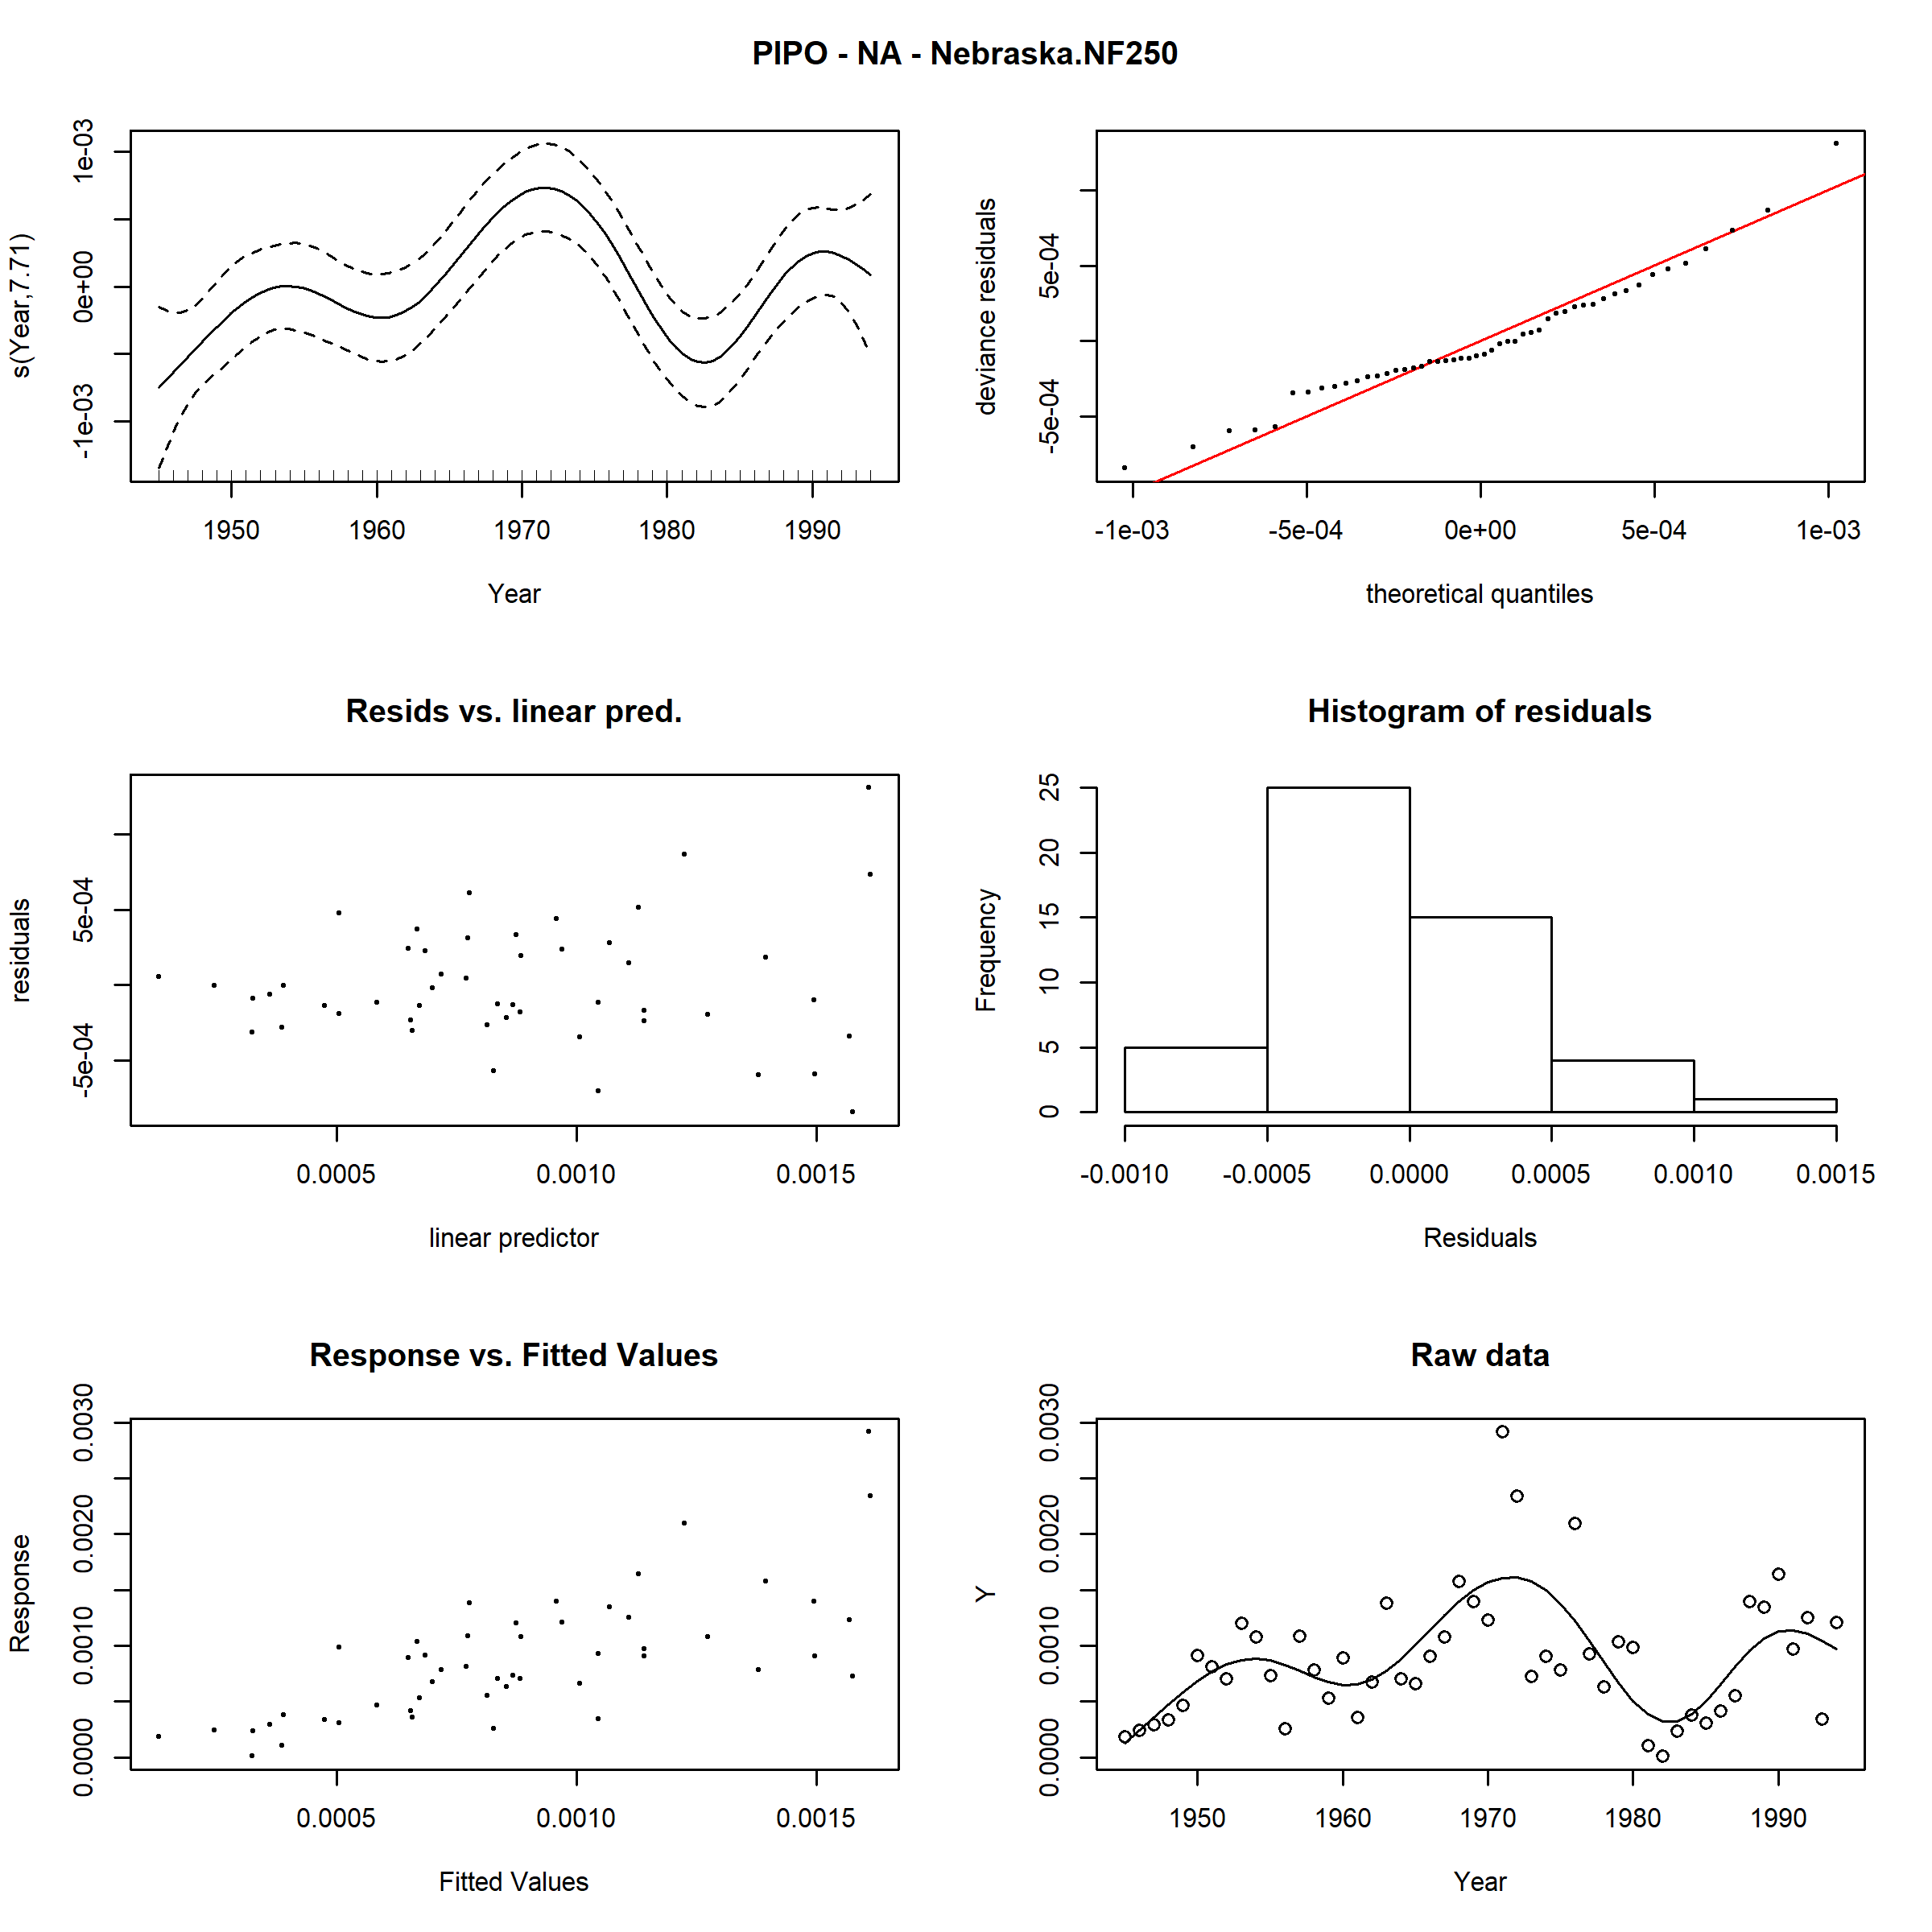 PIPO - NA - Nebraska.NF250
s(Year,7.71)
-1e-03 0e+00 1e-03
1950 1960 1970 1980 1990
Year
deviance residuals
-5e-04 5e-04
-1e-03 -5e-04 0e+00 5e-04 1e-03
theoretical quantiles
Resids vs. linear pred.
residuals
-5e-04 5e-04
0.0005 0.0010 0.0015
linear predictor
Histogram of residuals
Frequency
0 5 10 15 20 25
-0.0010 -0.0005 0.0000 0.0005 0.0010 0.0015
Residuals
Response vs. Fitted Values
Response
0.0000 0.0010 0.0020 0.0030
0.0005 0.0010 0.0015
Fitted Values
Raw data
Y
0.0000 0.0010 0.0020 0.0030
1950 1960 1970 1980 1990
Year